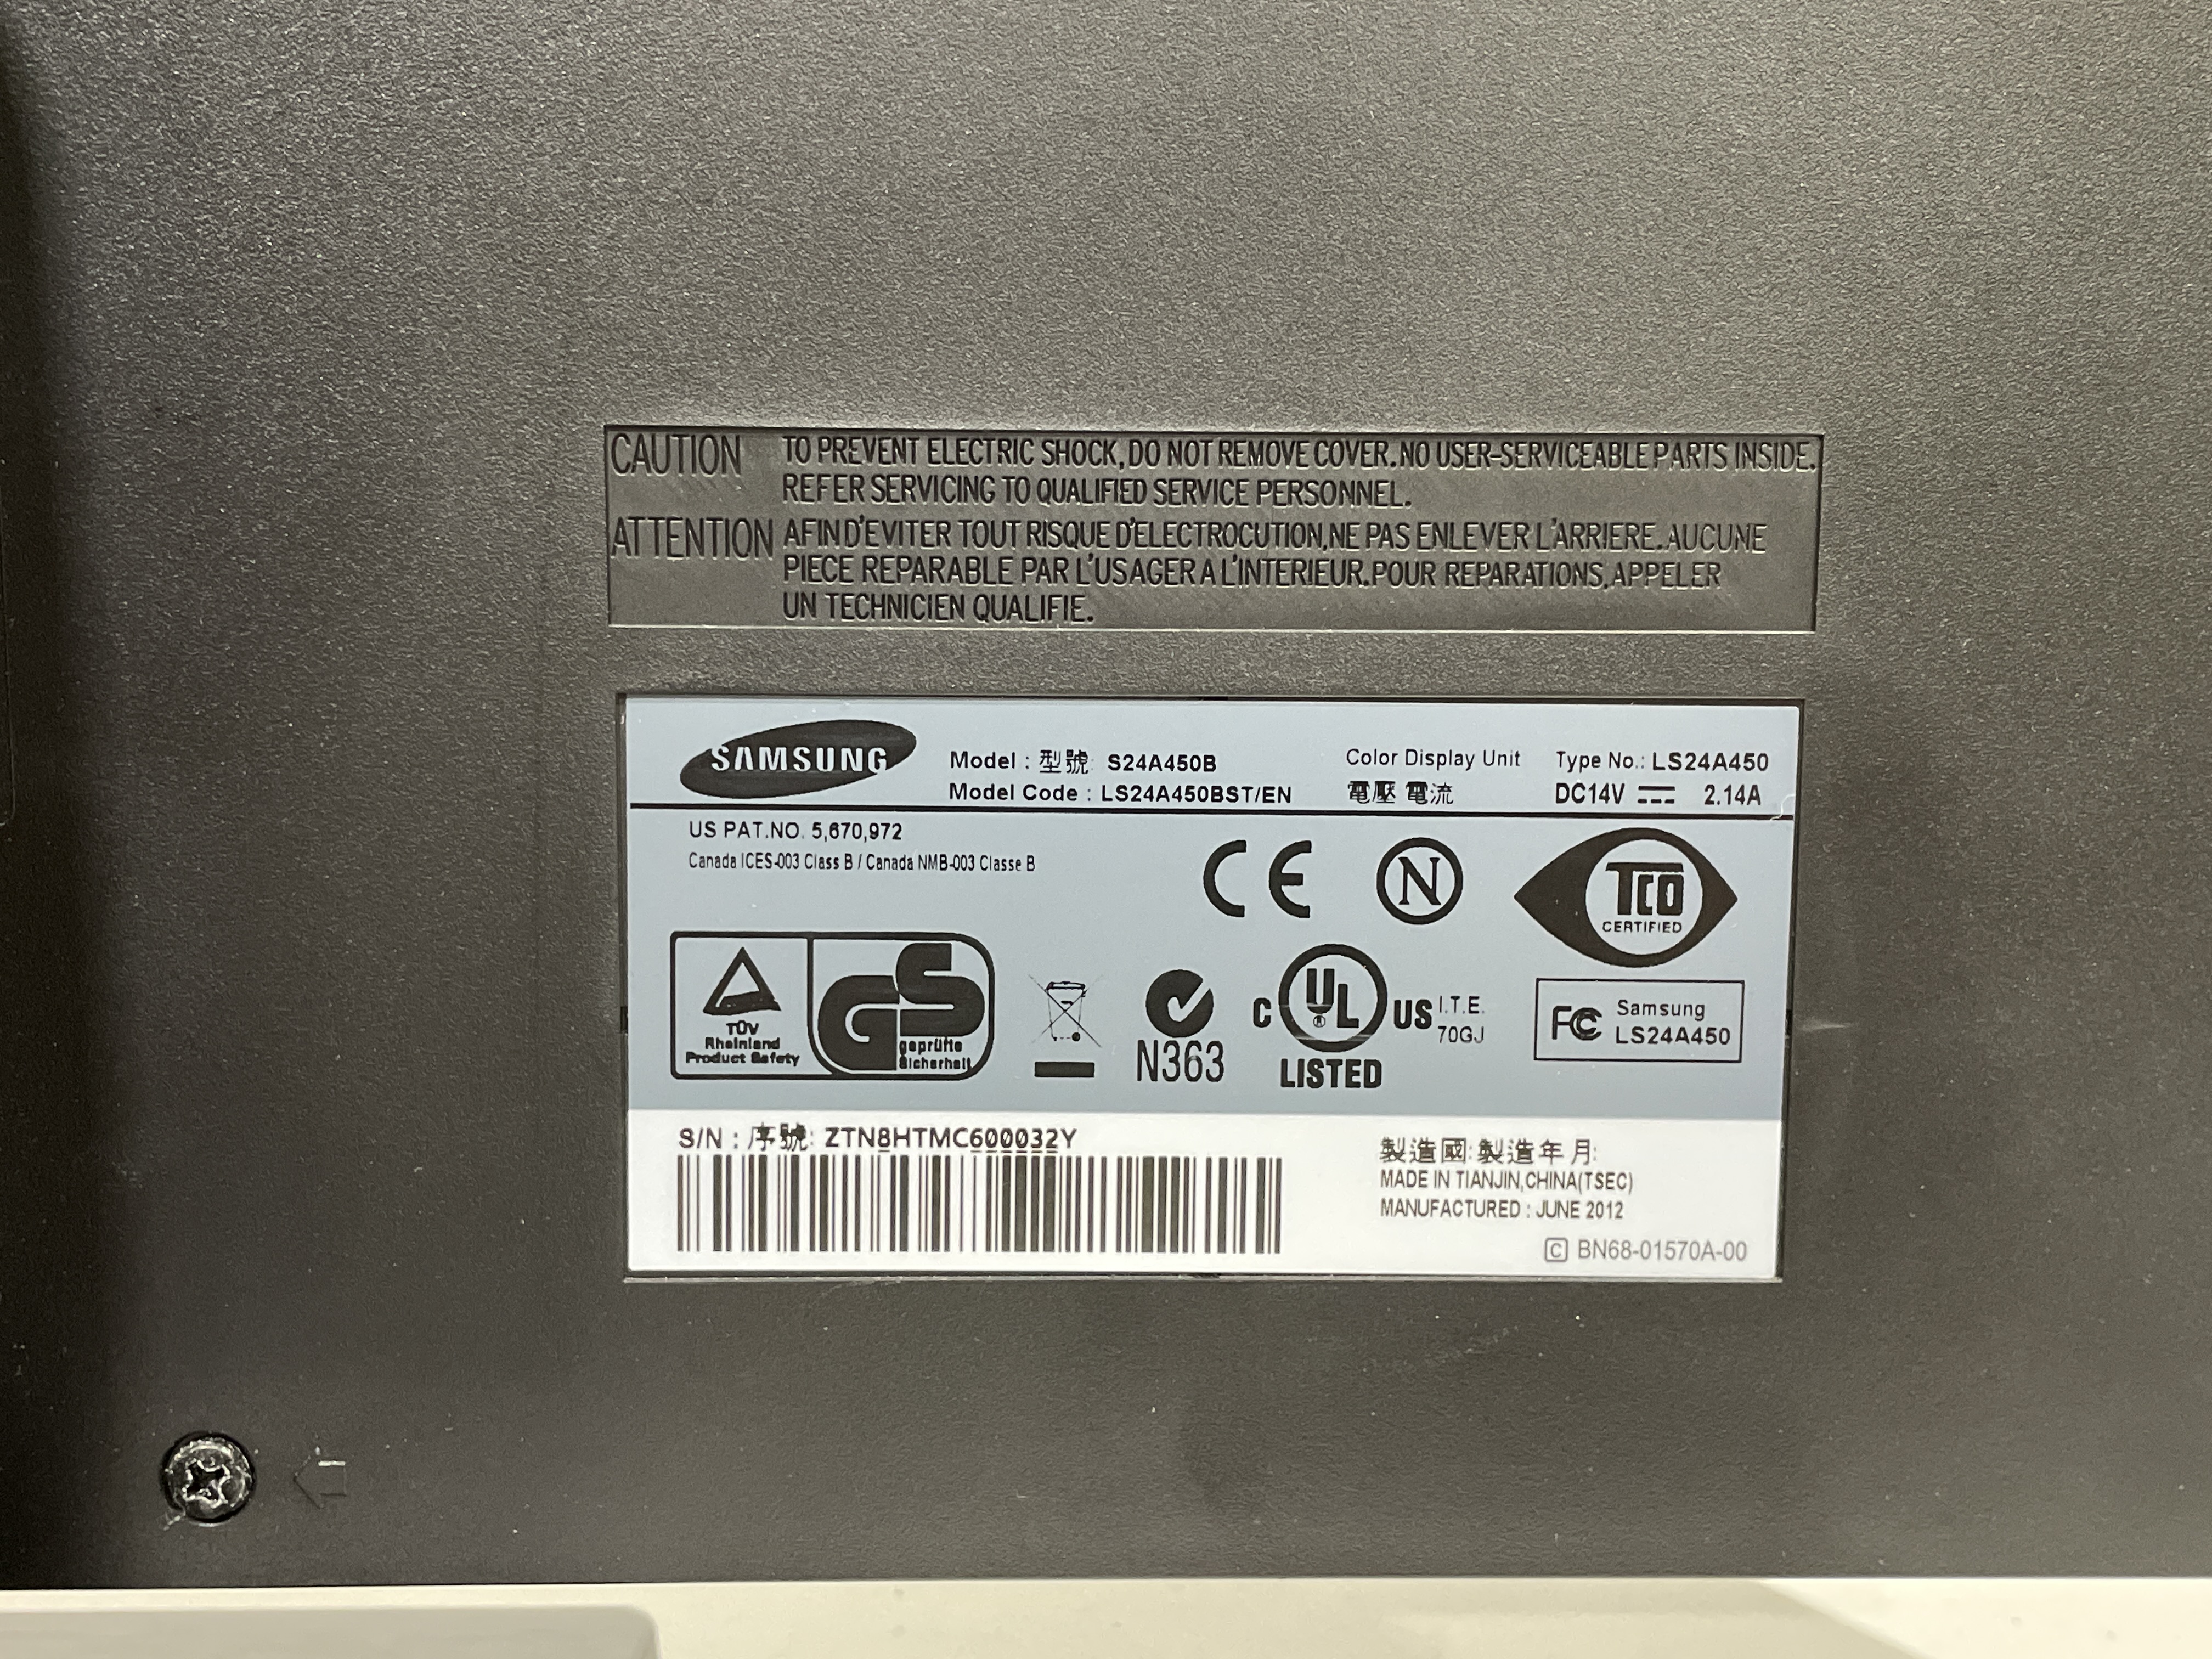 CAUTION TO PREVENT ELECTRIC SHOCK, DO NOT REMOVE COVER. NO USER-SERVICEABLE PARTS INSIDE.
REFER SERVICING TO QUALIFIED SERVICE PERSONNEL.
ATTENTION AFIN D'EVITER TOUT RISQUE D'ELECTROCUTION, NE PAS ENLEVER L'ARRIERE. AUCUNE
PIECE REPARABLE PAR L'USAGER A L'INTERIEUR. POUR REPARATIONS, APPELER
UN TECHNICIEN QUALIFIE.
SAMSUNG
Model : 型號: S24A450B
Model Code : LS24A450BST/EN
Color Display Unit
電壓 電流
Type No.: LS24A450
DC14V 2.14A
US PAT.NO. 5,670,972
Canada ICES-003 Class B / Canada NMB-003 Classe B
CE
N
TCO
CERTIFIED
TÜV
Rheinland
Product Safety
GS
geprüfte
Sicherheit
N363
C UL ® US
LISTED
I.T.E.
70GJ
FC Samsung
LS24A450
S/N : 序號: ZTN8HTMC600032Y
製造國: 製造年月:
MADE IN TIANJIN,CHINA(TSEC)
MANUFACTURED : JUNE 2012
C BN68-01570A-00